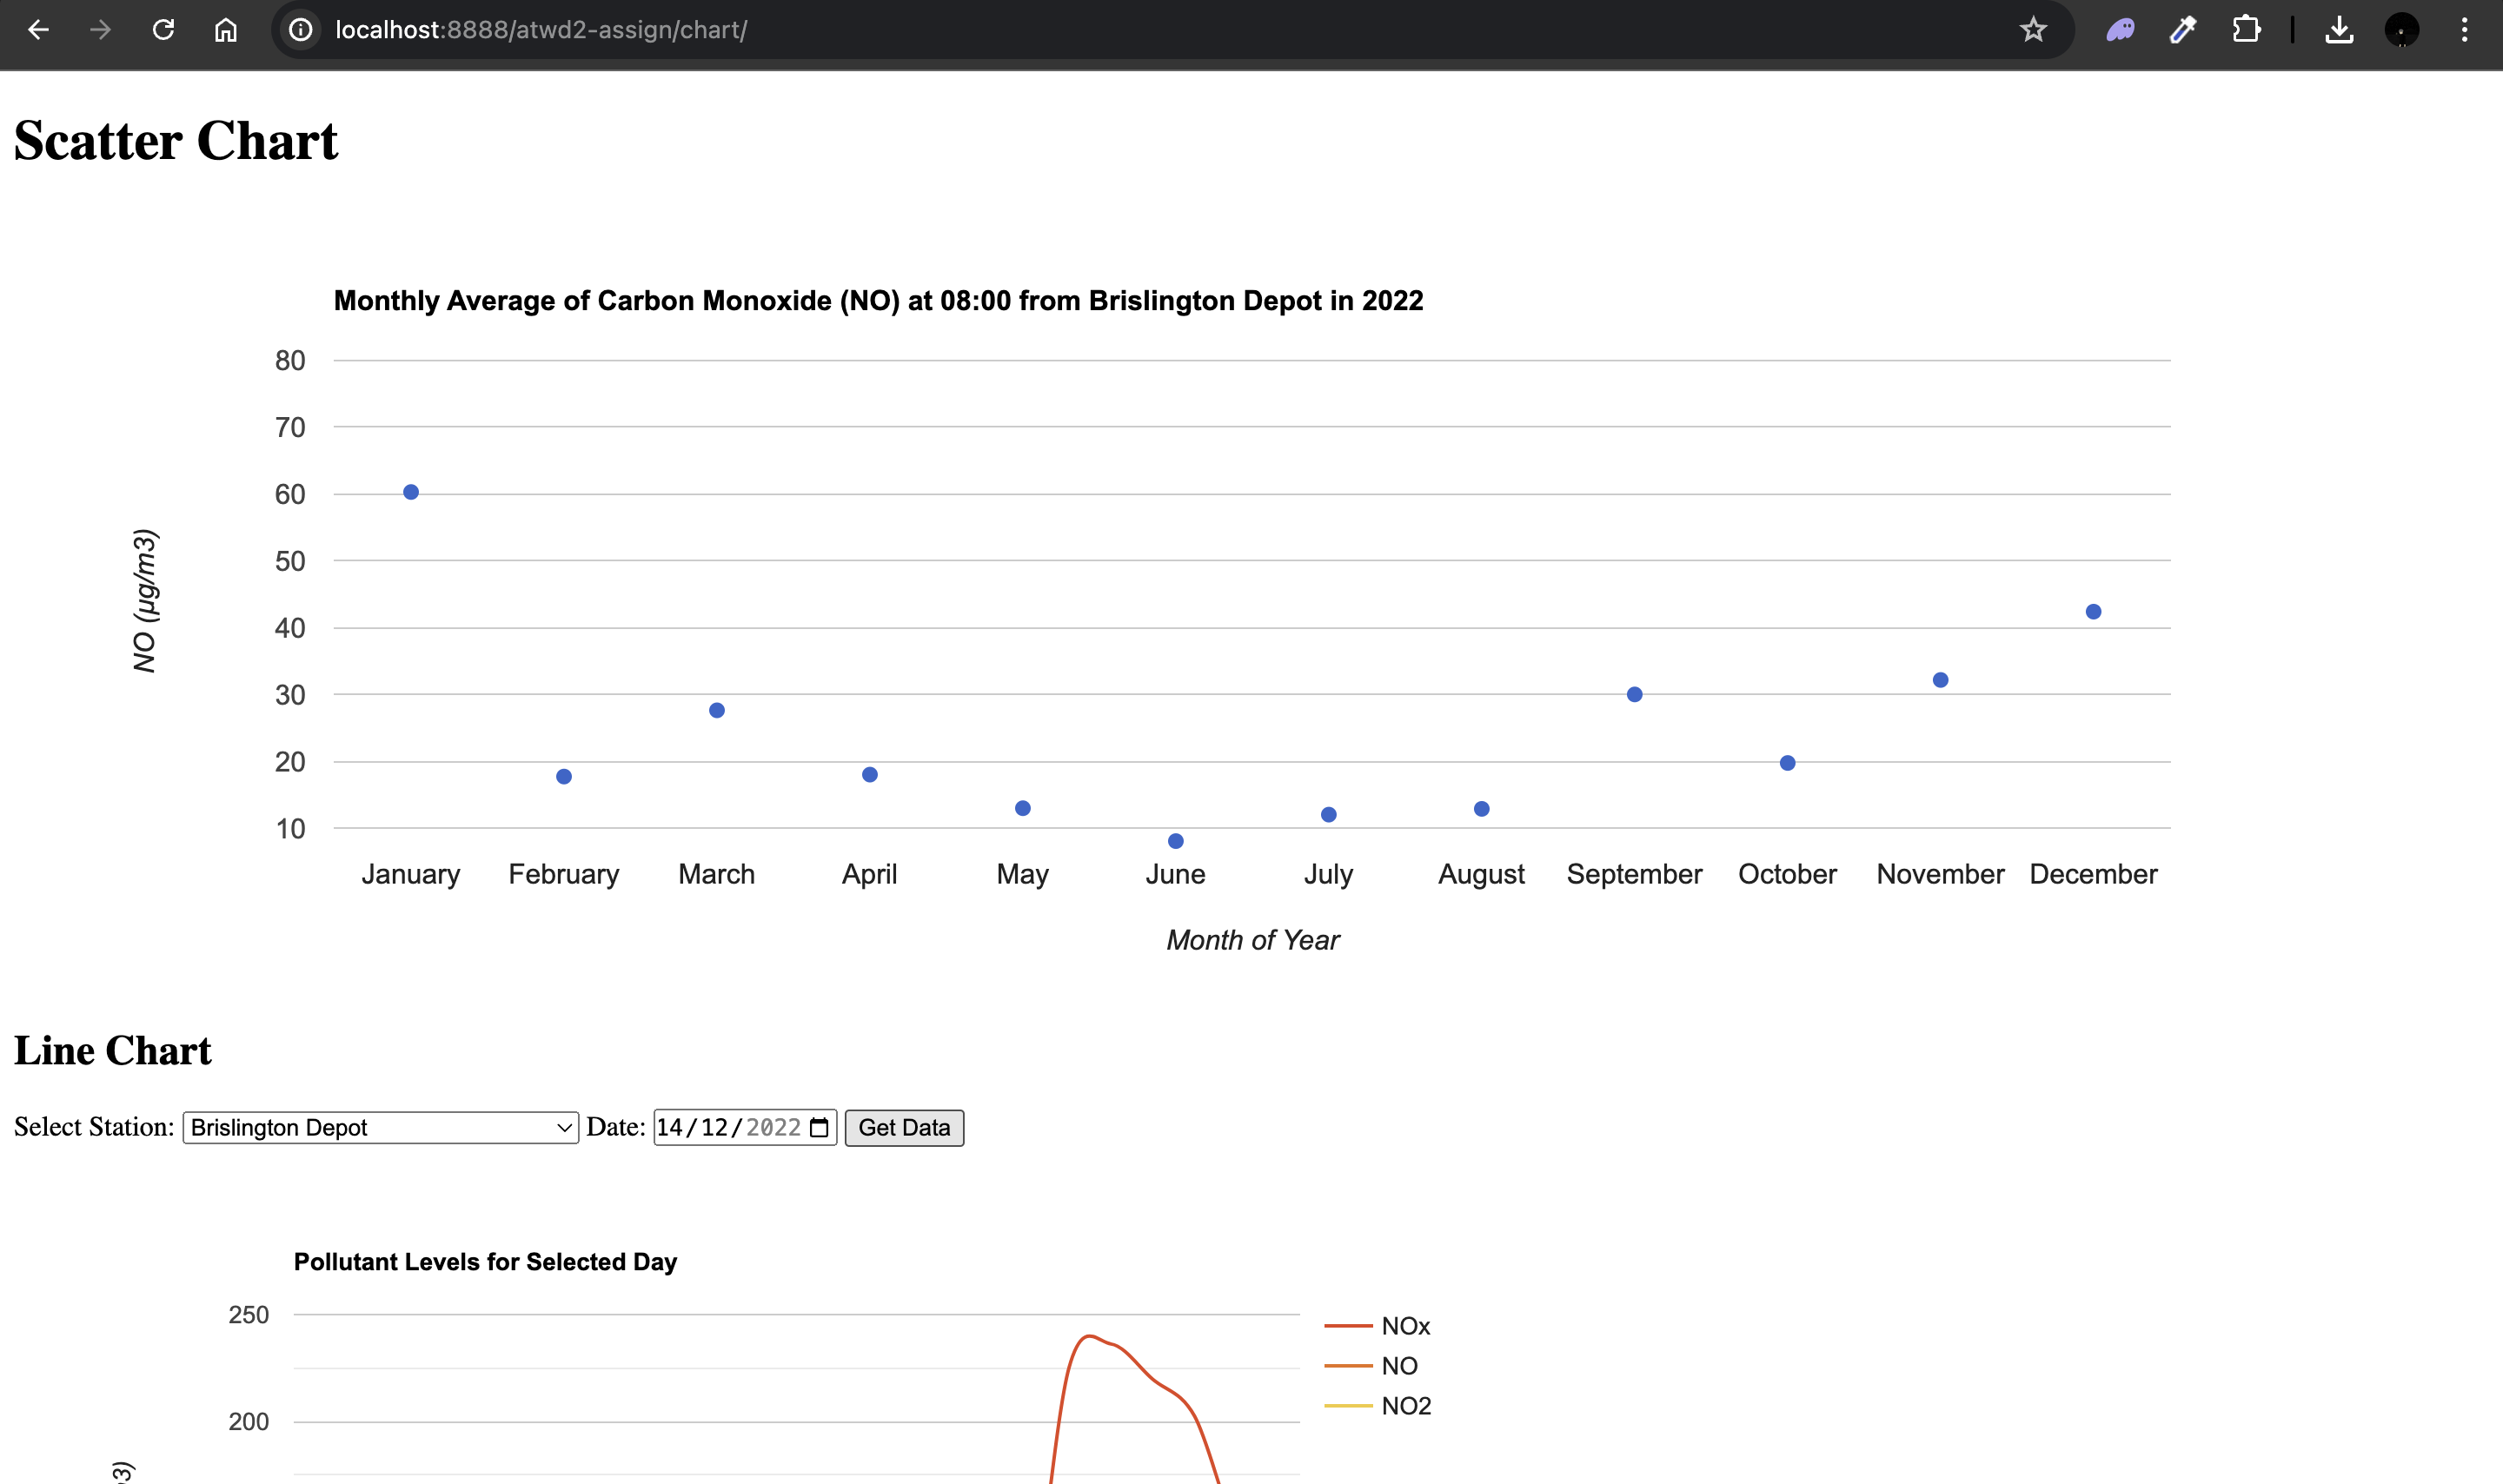 localhost:8888/atwd2-assign/chart/
Scatter Chart
Monthly Average of Carbon Monoxide (NO) at 08:00 from Brislington Depot in 2022
80
70
60
50
40
30
20
10
NO (µg/m3)
January February March April May June July August September October November December
Month of Year
Line Chart
Select Station: Brislington Depot Date: 14/12/2022 Get Data
Pollutant Levels for Selected Day
250
200
NOx
NO
NO2